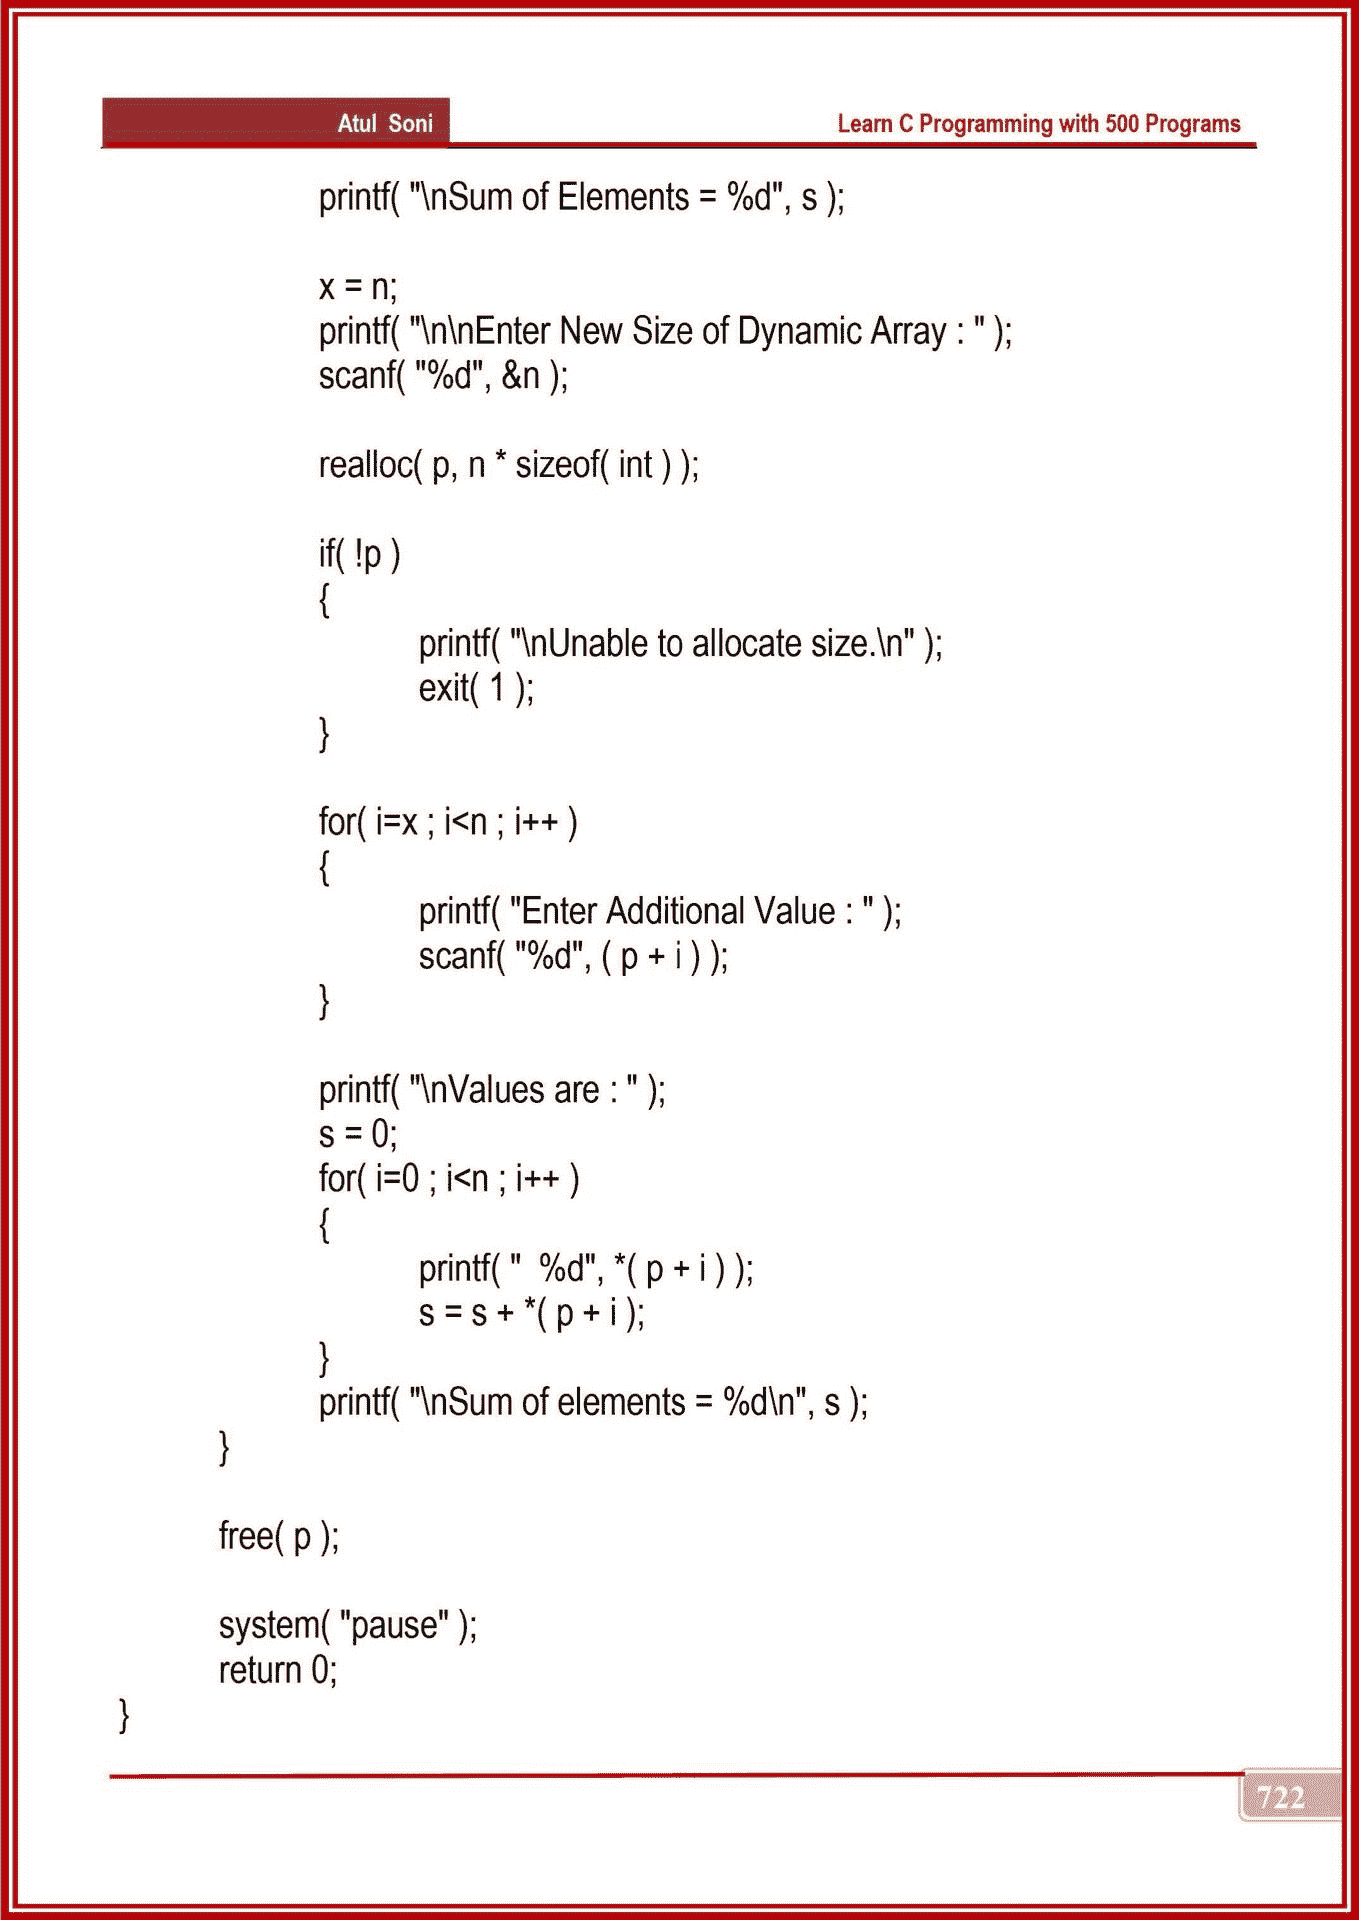 Atul Soni
Learn C Programming with 500 Programs
printf( "\nSum of Elements = %d", s );
x = n;
printf( "\n\nEnter New Size of Dynamic Array : " );
scanf( "%d", &n );
realloc( p, n * sizeof( int ) );
if( !p )
{
printf( "\nUnable to allocate size.\n" );
exit( 1 );
}
for( i=x ; i<n ; i++ )
{
printf( "Enter Additional Value : " );
scanf( "%d", ( p + i ) );
}
printf( "\nValues are : " );
s = 0;
for( i=0 ; i<n ; i++ )
{
printf( "  %d", *( p + i ) );
s = s + *( p + i );
}
printf( "\nSum of elements = %d\n", s );
}
free( p );
system( "pause" );
return 0;
}
722